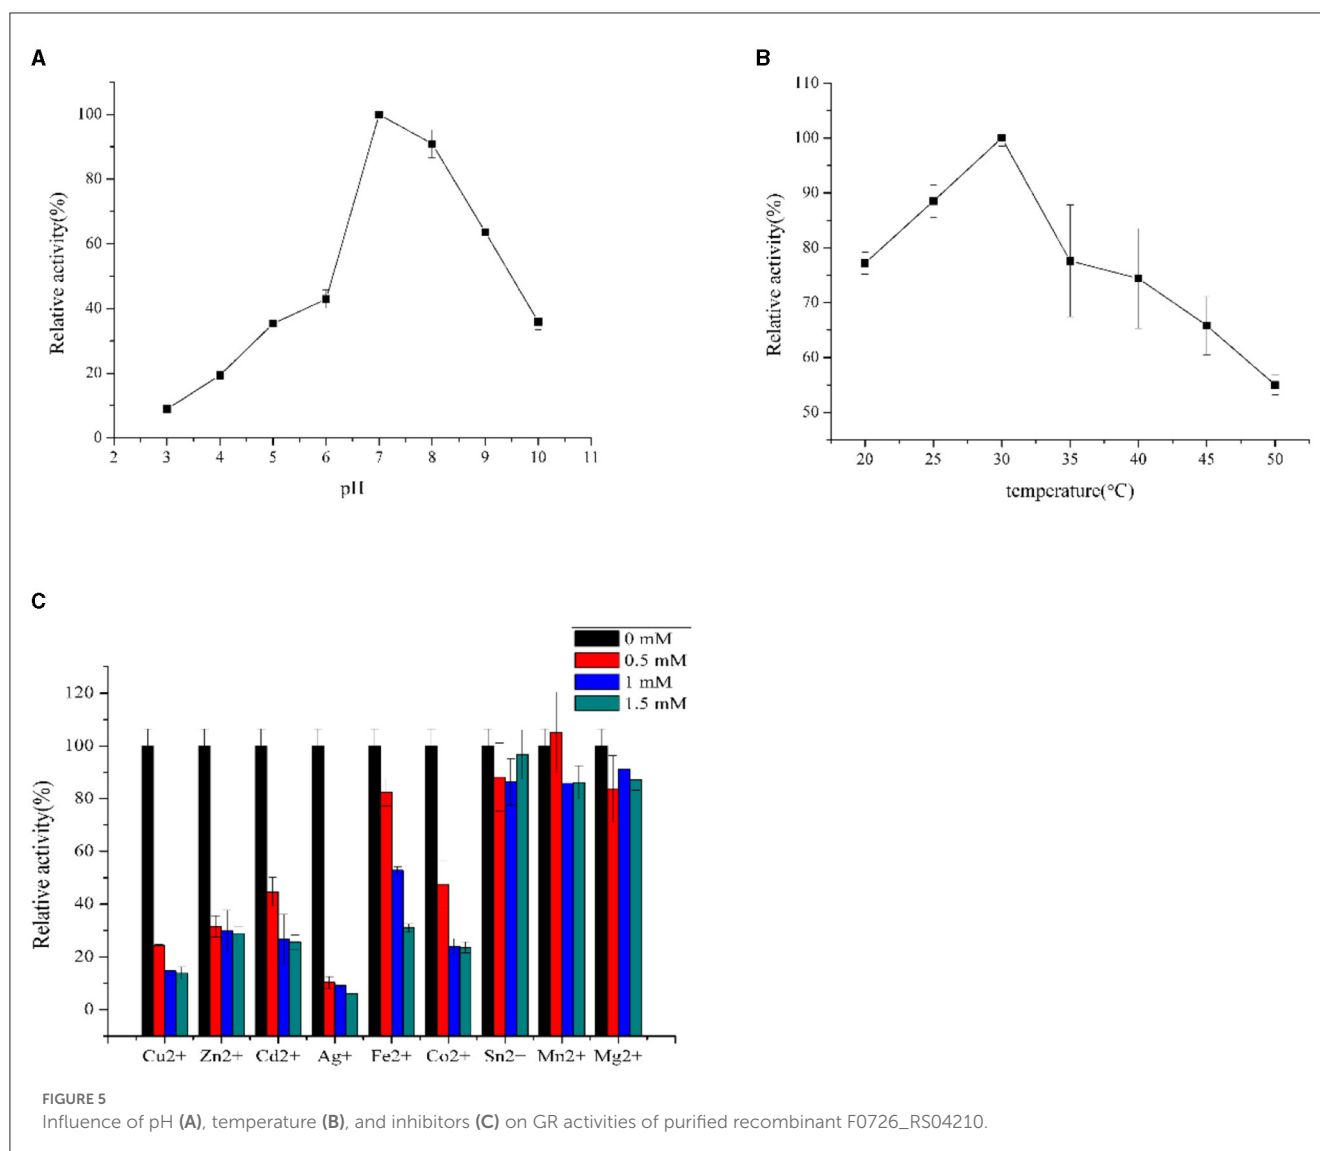 A
Relative activity(%)
100
80
60
40
20
0
2 3 4 5 6 7 8 9 10 11
pH
B
Relative activity(%)
110
100
90
80
70
60
50
20 25 30 35 40 45 50
temperature(°C)
C
0 mM
0.5 mM
1 mM
1.5 mM
Relative activity(%)
120
100
80
60
40
20
0
Cu2+ Zn2+ Cd2+ Ag+ Fe2+ Co2+ Sn2− Mn2+ Mg2+
FIGURE 5
Influence of pH (A), temperature (B), and inhibitors (C) on GR activities of purified recombinant F0726_RS04210.